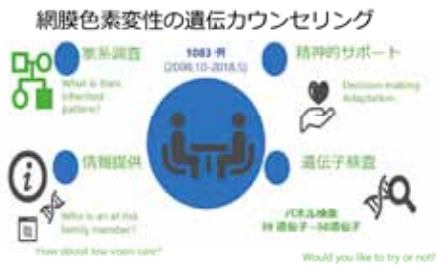 網膜色素変性の遺伝カウンセリング
家系調査
1083 例
(2008.10-2018.5)
精神的サポート
What is their
inherited
pattern?
Decision making
Adaptation
情報提供
遺伝子検査
Who is an at risk
family member?
パネル検査
39 遺伝子
遺伝子
How about low vision care?
Would you like to try or not?